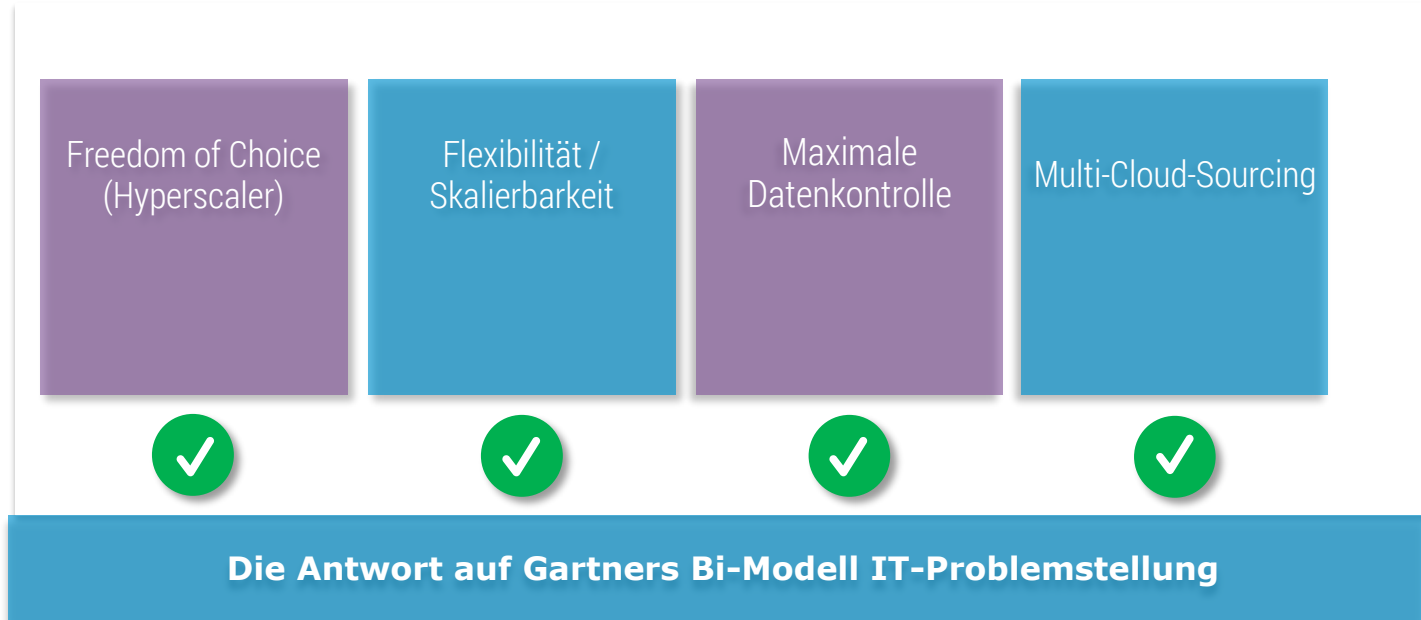 Freedom of Choice
(Hyperscaler)
Flexibilität /
Skalierbarkeit
Maximale
Datenkontrolle
Multi-Cloud-Sourcing
Die Antwort auf Gartners Bi-Modell IT-Problemstellung